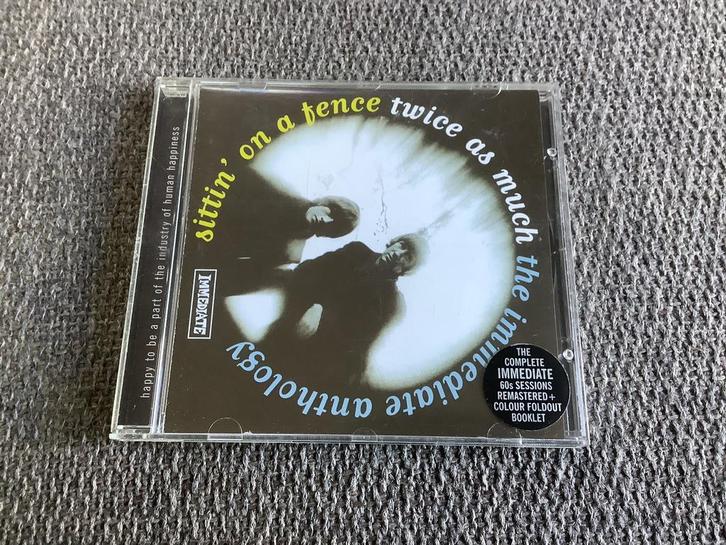 happy to be a part of the industry of human happiness
sittin' on a fence twice as much the immediate anthology
IMMEDIATE
THE
COMPLETE
IMMEDIATE
60s SESSIONS
REMASTERED +
COLOUR FOLDOUT
BOOKLET